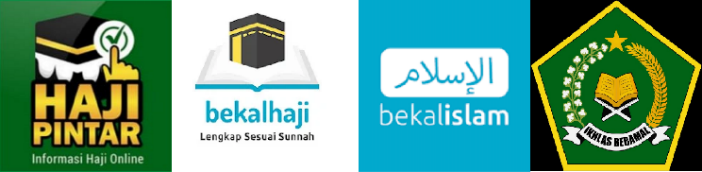 HAJI
PINTAR
Informasi Haji Online
bekalhaji
Lengkap Sesuai Sunnah
الإسلام
bekalislam
IKHLAS BERAMAL